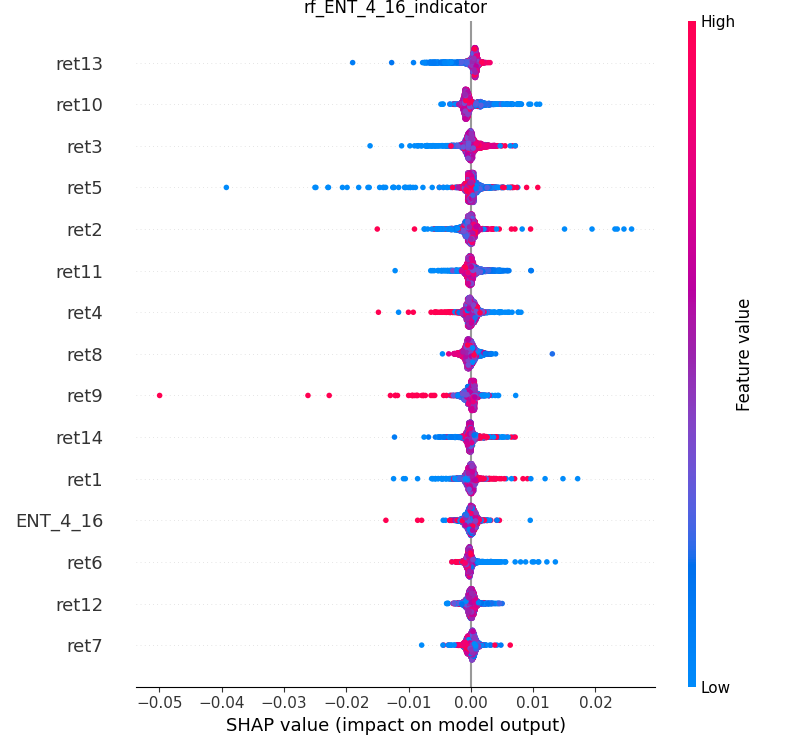 rf_ENT_4_16_indicator
High
ret13
ret10
ret3
ret5
ret2
ret11
ret4
ret8
ret9
ret14
ret1
ENT_4_16
ret6
ret12
ret7
Feature value
Low
−0.05 −0.04 −0.03 −0.02 −0.01 0.00 0.01 0.02
SHAP value (impact on model output)